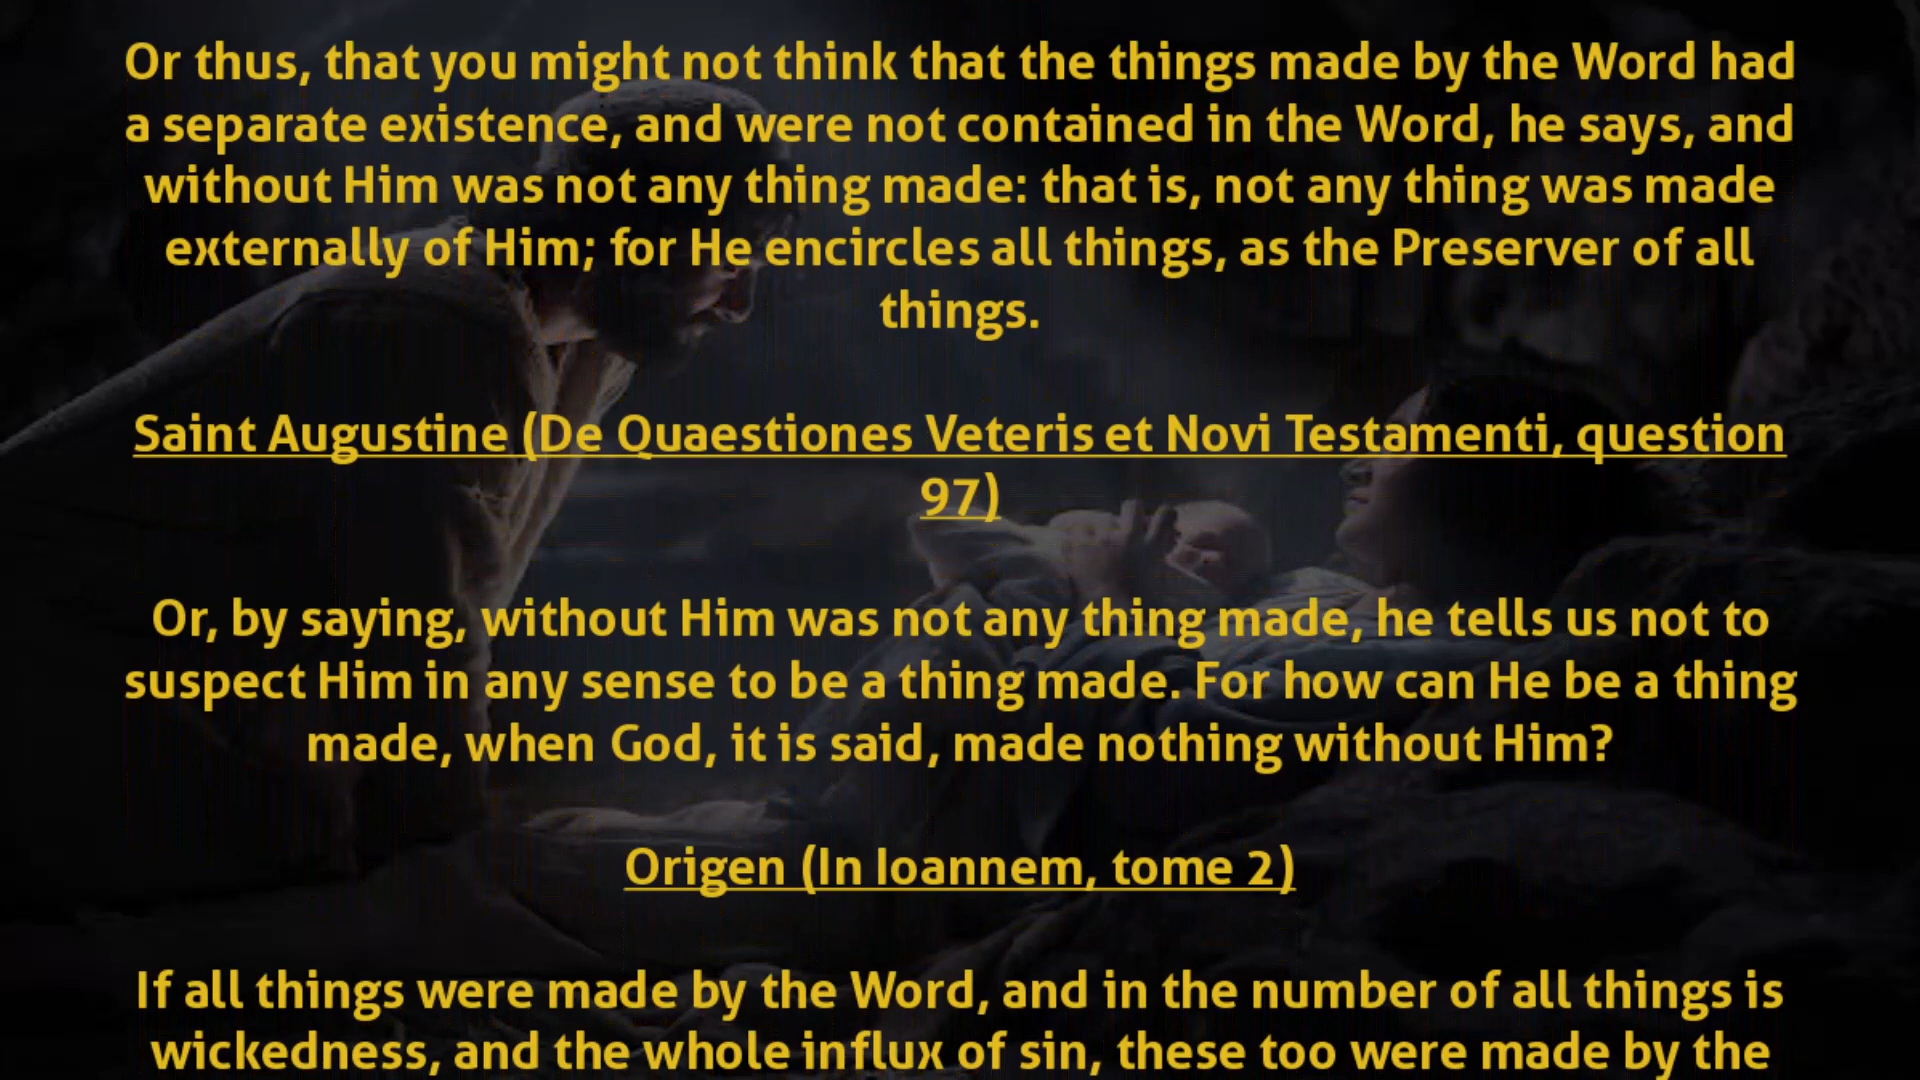 Or thus, that you might not think that the things made by the Word had
a separate existence, and were not contained in the Word, he says, and
without Him was not any thing made: that is, not any thing was made
externally of Him; for He encircles all things, as the Preserver of all
things.
Saint Augustine (De Quaestiones Veteris et Novi Testamenti, question
97)
Or, by saying, without Him was not any thing made, he tells us not to
suspect Him in any sense to be a thing made. For how can He be a thing
made, when God, it is said, made nothing without Him?
Origen (In Ioannem, tome 2)
If all things were made by the Word, and in the number of all things is
wickedness, and the whole influx of sin, these too were made by the